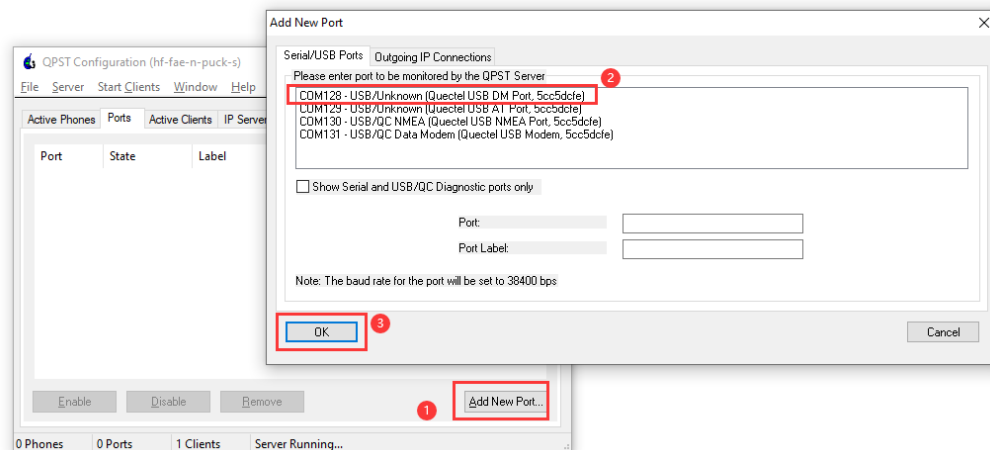 QPST Configuration (hf-fae-n-puck-s)
File Server Start Clients Window Help
Active Phones Ports Active Clients IP Server
Port State Label
Enable Disable Remove
1
Add New Port...
0 Phones 0 Ports 1 Clients Server Running...
Add New Port
Serial/USB Ports Outgoing IP Connections
Please enter port to be monitored by the QPST Server
2
COM128 - USB/Unknown (Quectel USB DM Port, 5cc5dcfe)
COM129 - USB/Unknown (Quectel USB AT Port, 5cc5dcfe)
COM130 - USB/QC NMEA (Quectel USB NMEA Port, 5cc5dcfe)
COM131 - USB/QC Data Modem (Quectel USB Modem, 5cc5dcfe)
Show Serial and USB/QC Diagnostic ports only
Port:
Port Label:
Note: The baud rate for the port will be set to 38400 bps
OK
3
Cancel